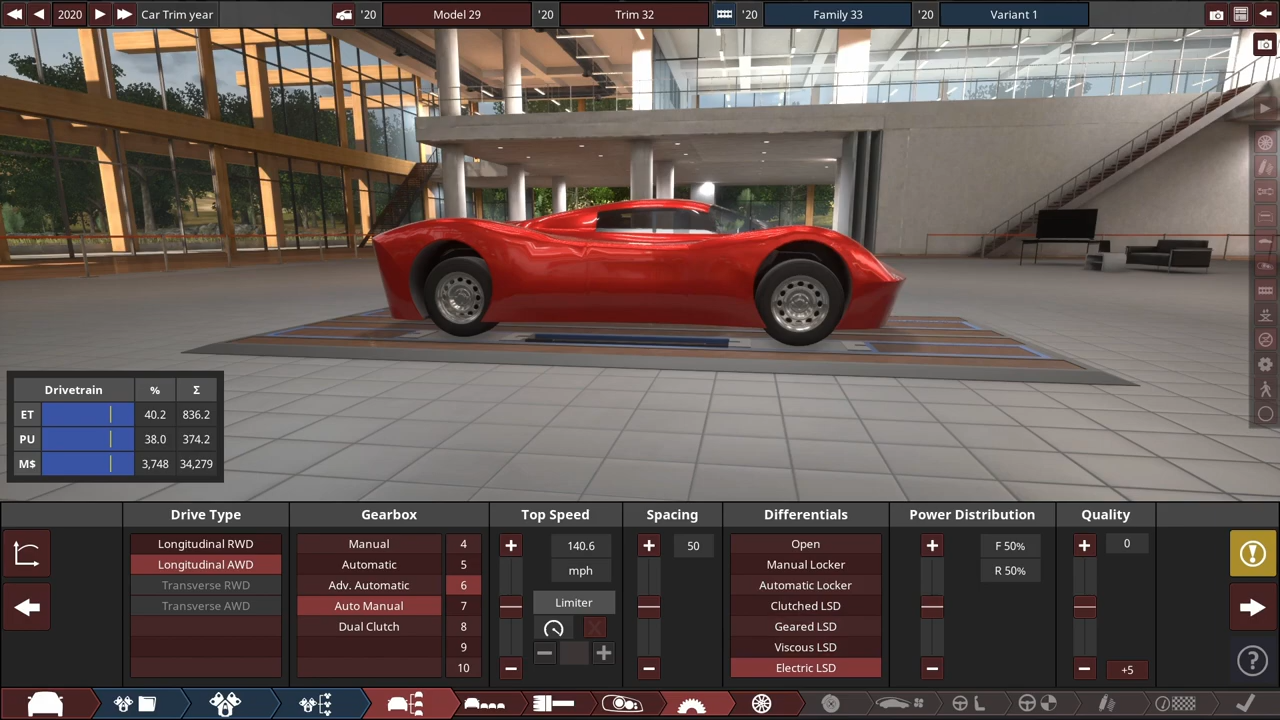 2020 Car Trim year '20 Model 29 '20 Trim 32 '20 Family 33 '20 Variant 1
Drivetrain % Σ
ET 40.2 836.2
PU 38.0 374.2
M$ 3,748 34,279
Drive Type
Longitudinal RWD
Longitudinal AWD
Transverse RWD
Transverse AWD
Gearbox
Manual 4
Automatic 5
Adv. Automatic 6
Auto Manual 7
Dual Clutch 8
9
10
Top Speed
+ 140.6
mph
Limiter
Spacing
+ 50
Differentials
Open
Manual Locker
Automatic Locker
Clutched LSD
Geared LSD
Viscous LSD
Electric LSD
Power Distribution
+ F 50%
R 50%
Quality
+ 0
+5